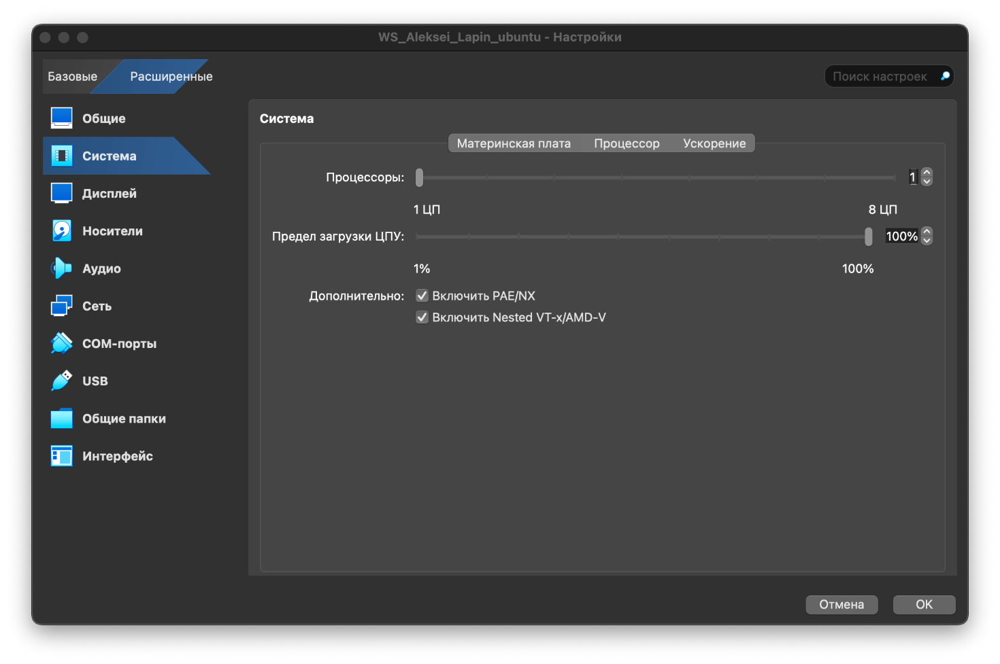 WS_Aleksei_Lapin_ubuntu - Настройки
Базовые
Расширенные
Поиск настроек
Общие
Система
Дисплей
Носители
Аудио
Сеть
COM-порты
USB
Общие папки
Интерфейс
Система
Материнская плата Процессор Ускорение
Процессоры: 1
1 ЦП 8 ЦП
Предел загрузки ЦПУ: 100%
1% 100%
Дополнительно: Включить PAE/NX
Включить Nested VT-x/AMD-V
Отмена OK